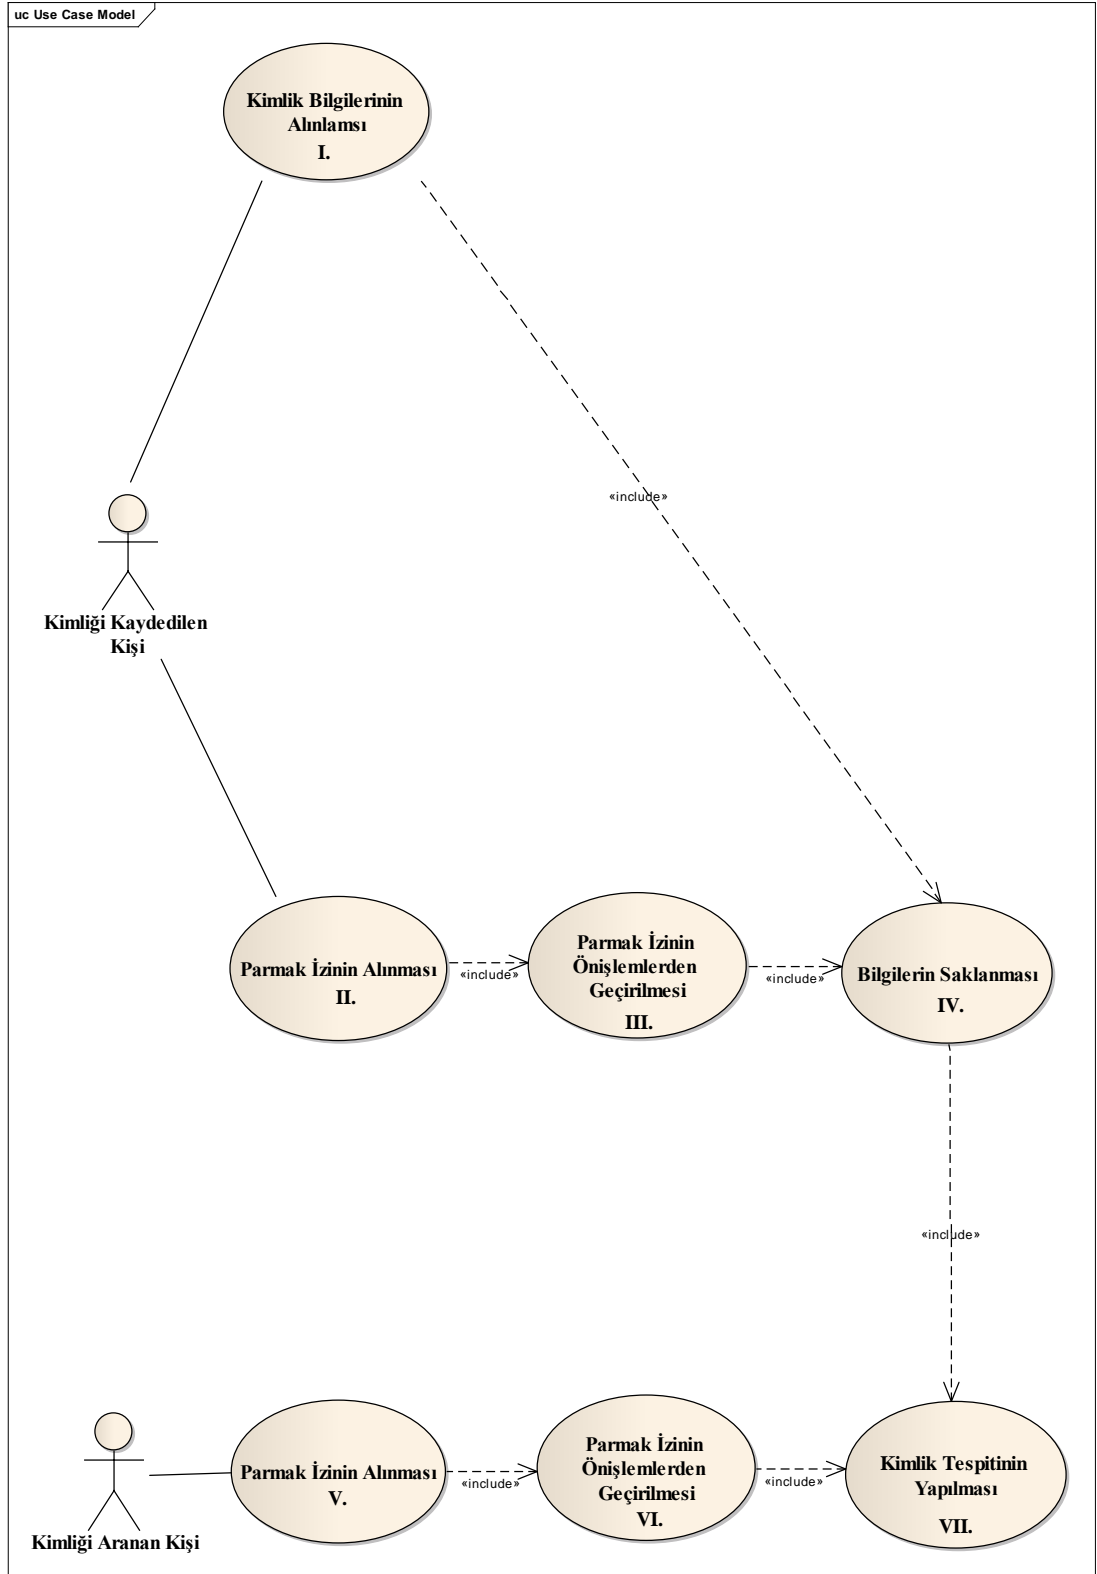 uc Use Case Model
Kimlik Bilgilerinin
Alınlamsı
I.
«include»
Kimliği Kaydedilen
Kişi
Parmak İzinin Alınması
II.
«include»
Parmak İzinin
Önişlemlerden
Geçirilmesi
III.
«include»
Bilgilerin Saklanması
IV.
«include»
Kimliği Aranan Kişi
Parmak İzinin Alınması
V.
«include»
Parmak İzinin
Önişlemlerden
Geçirilmesi
VI.
«include»
Kimlik Tespitinin
Yapılması
VII.